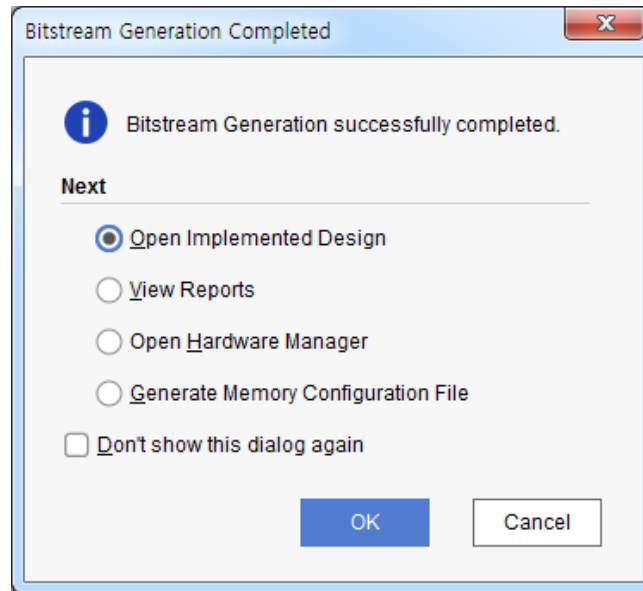 Bitstream Generation Completed
Bitstream Generation successfully completed.
Next
Open Implemented Design
View Reports
Open Hardware Manager
Generate Memory Configuration File
Don't show this dialog again
OK
Cancel